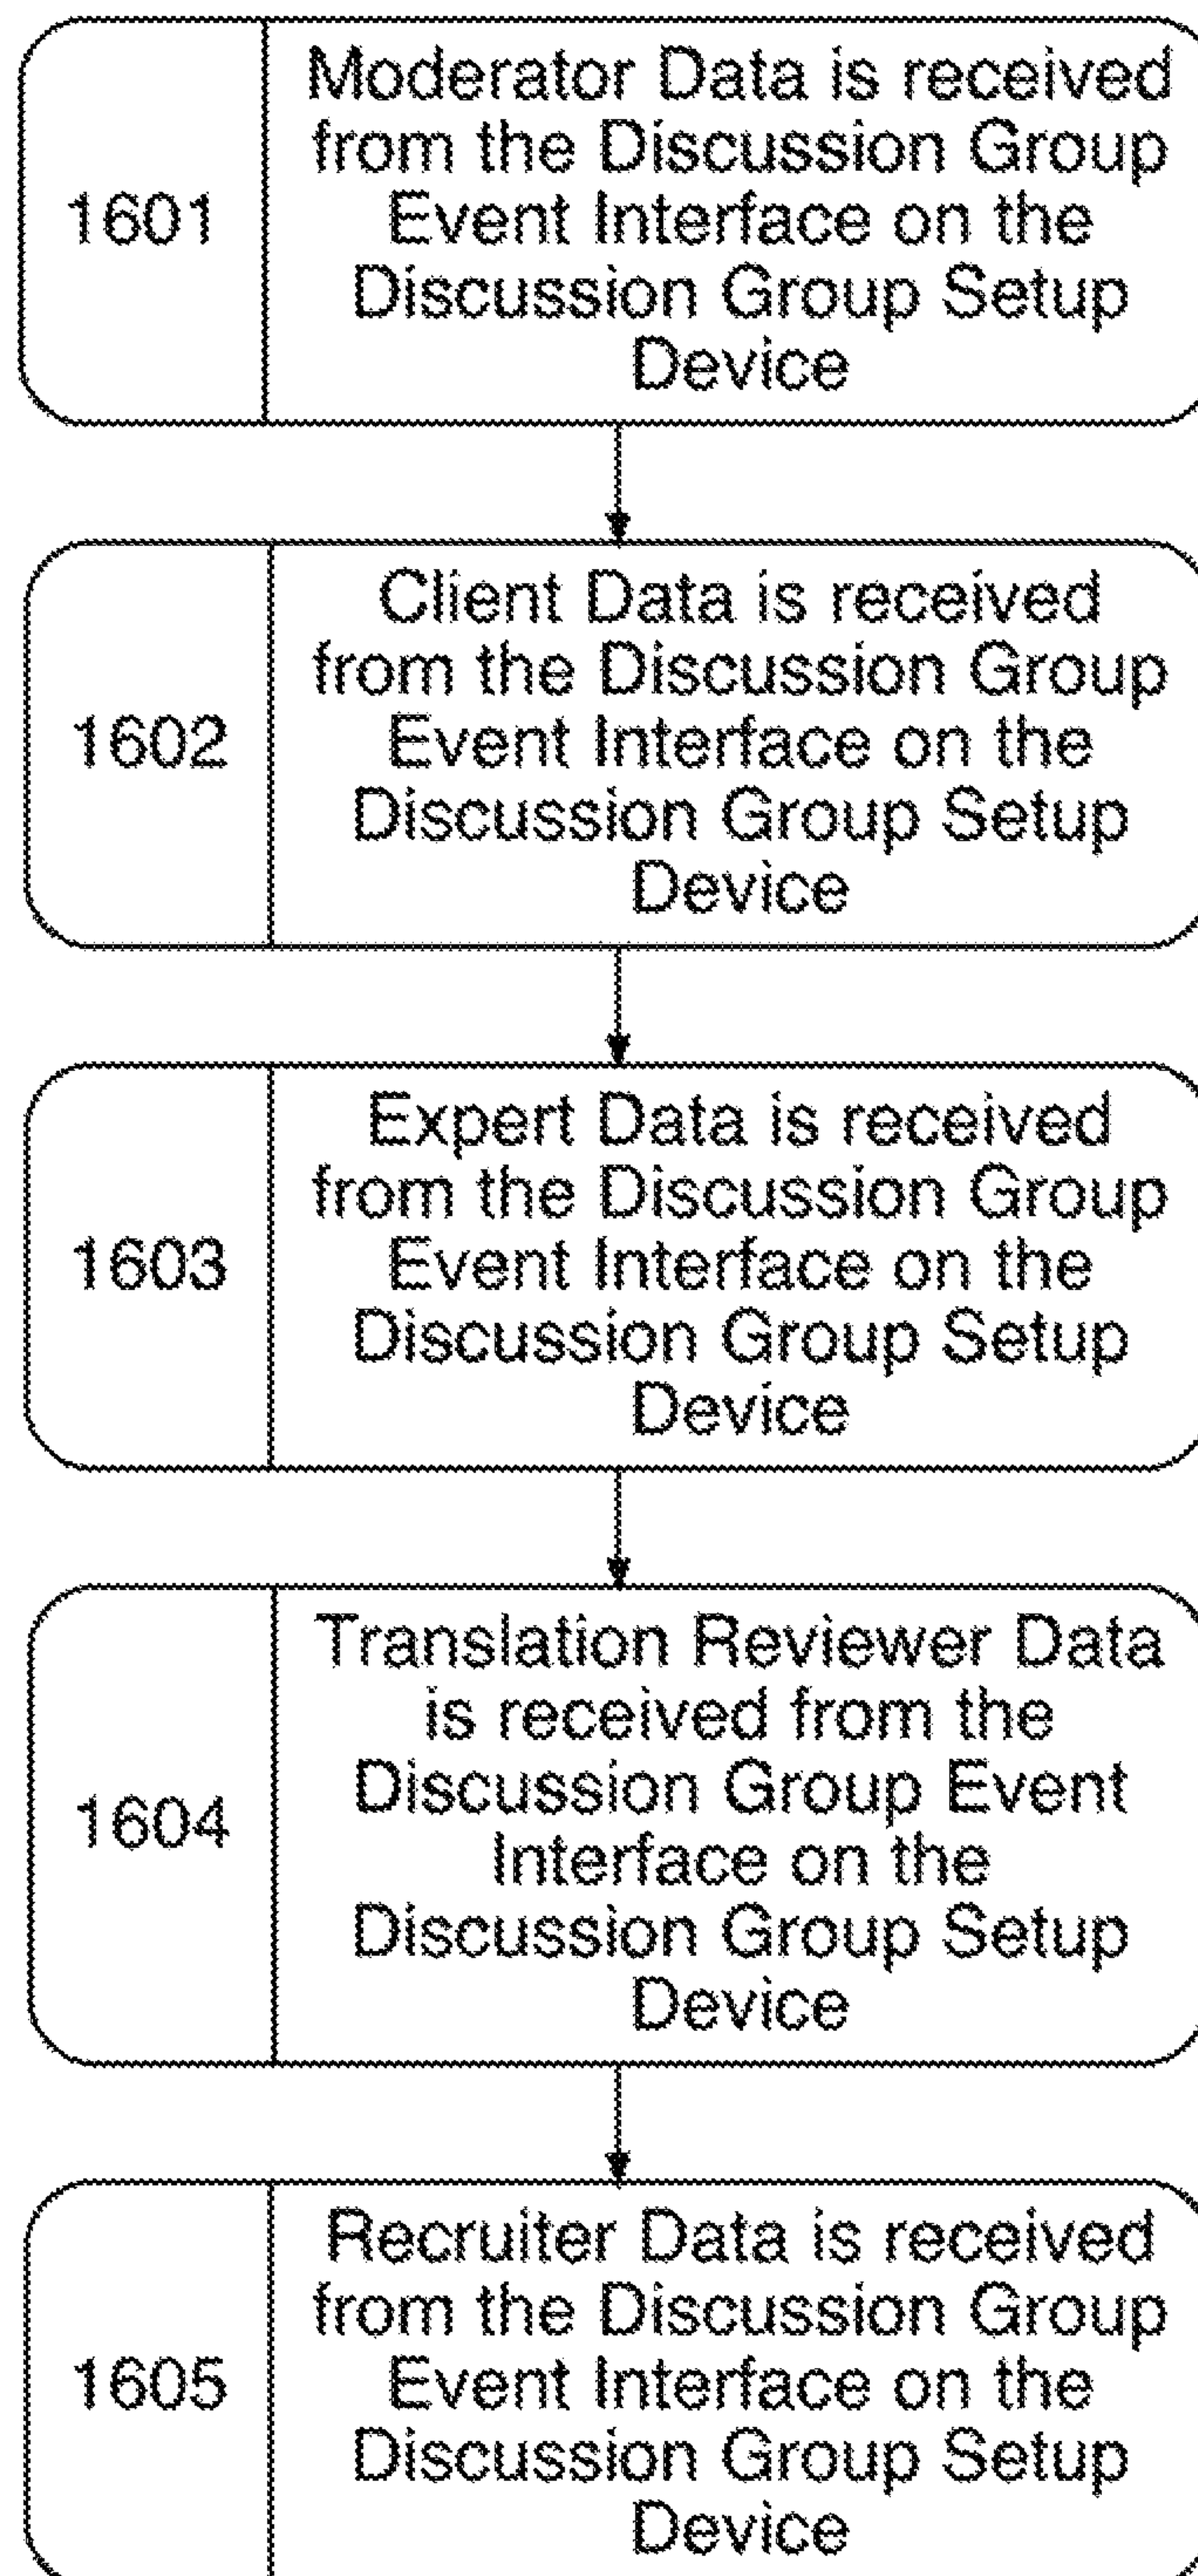 1601
Moderator Data is received
from the Discussion Group
Event Interface on the
Discussion Group Setup
Device
1602
Client Data is received
from the Discussion Group
Event Interface on the
Discussion Group Setup
Device
1603
Expert Data is received
from the Discussion Group
Event Interface on the
Discussion Group Setup
Device
1604
Translation Reviewer Data
is received from the
Discussion Group Event
Interface on the
Discussion Group Setup
Device
1605
Recruiter Data is received
from the Discussion Group
Event Interface on the
Discussion Group Setup
Device